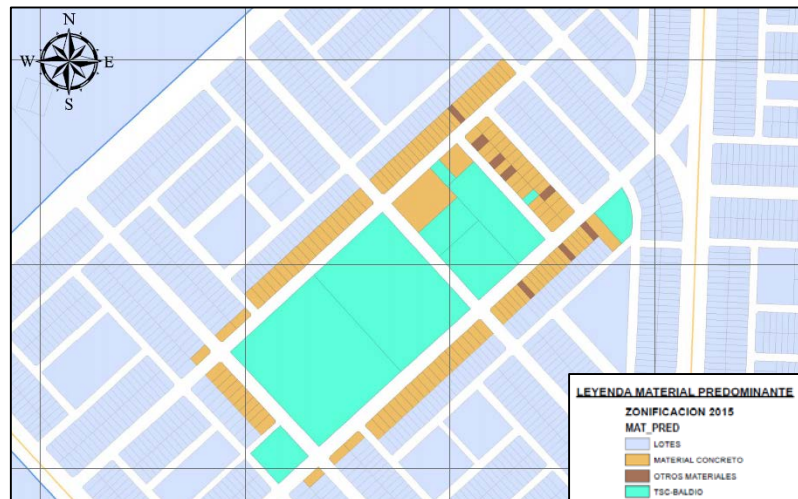 N
W E
S
LEYENDA MATERIAL PREDOMINANTE
ZONIFICACION 2015
MAT_PRED
LOTES
MATERIAL CONCRETO
OTROS MATERIALES
TSC-BALDIO